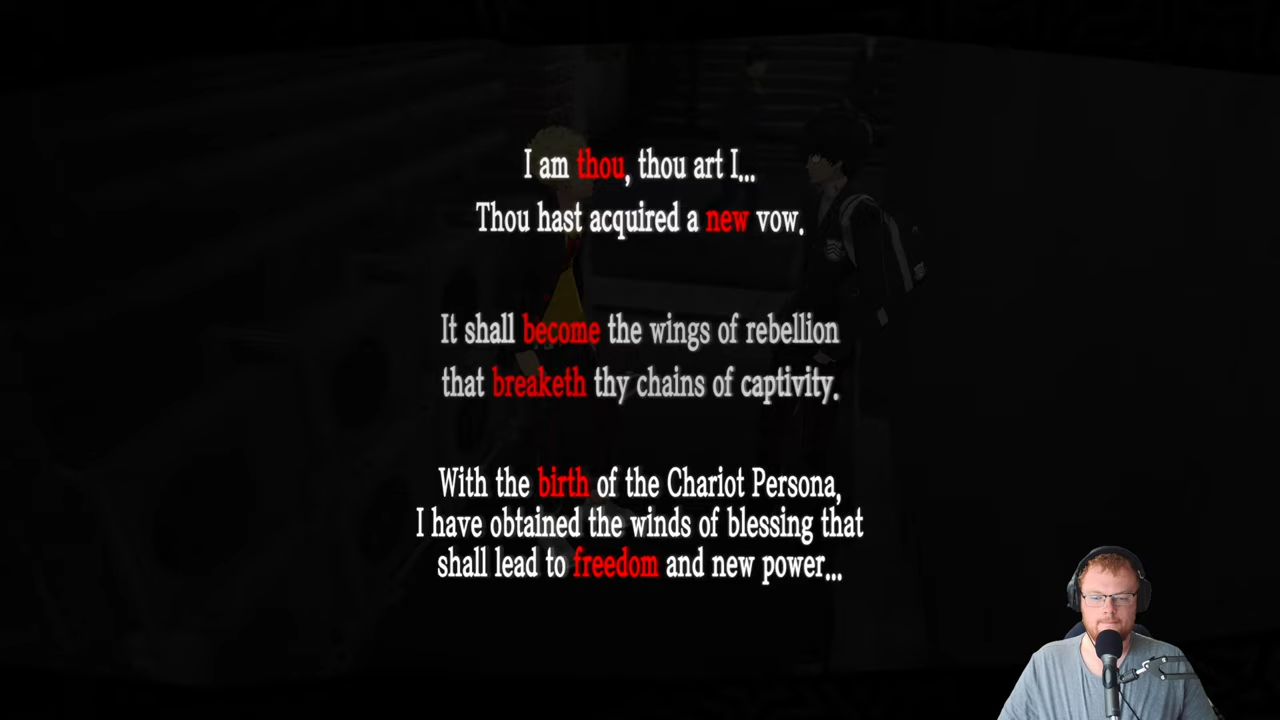 I am thou, thou art I...
Thou hast acquired a new vow.
It shall become the wings of rebellion
that breaketh thy chains of captivity.
With the birth of the Chariot Persona,
I have obtained the winds of blessing that
shall lead to freedom and new power...